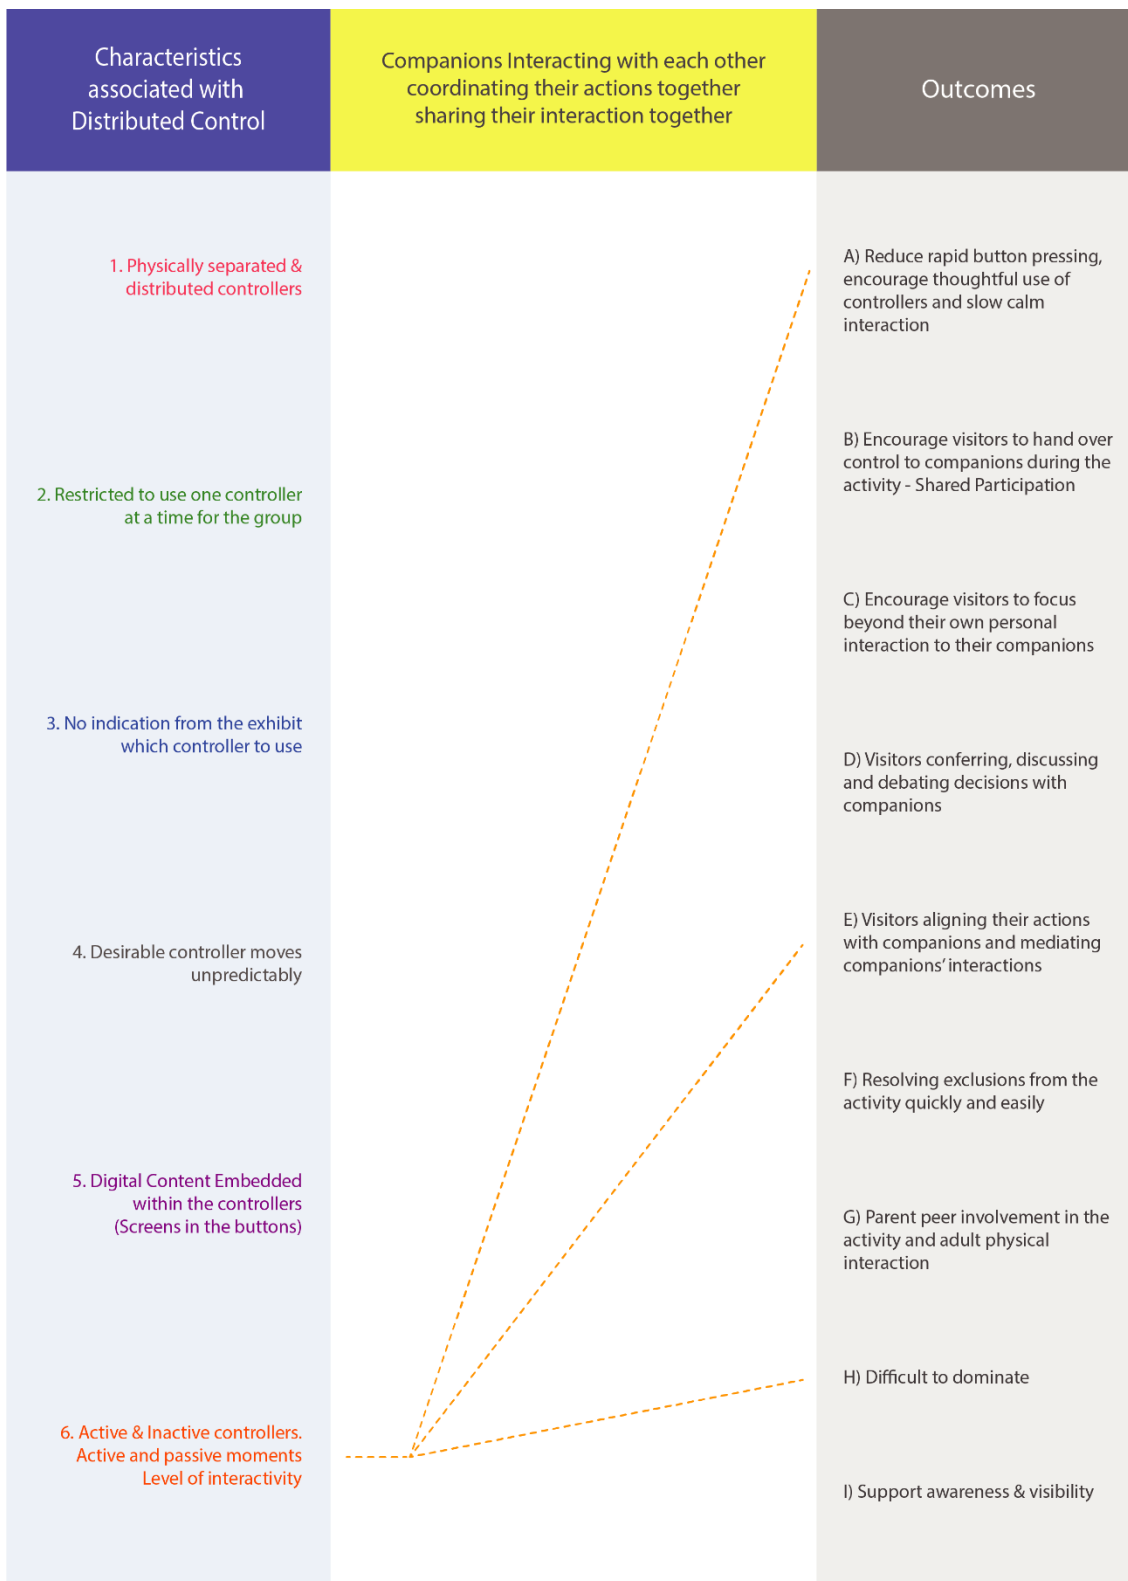 Characteristics
associated with
Distributed Control
Companions Interacting with each other
coordinating their actions together
sharing their interaction together
Outcomes
1. Physically separated &
distributed controllers
2. Restricted to use one controller
at a time for the group
3. No indication from the exhibit
which controller to use
4. Desirable controller moves
unpredictably
5. Digital Content Embedded
within the controllers
(Screens in the buttons)
6. Active & Inactive controllers.
Active and passive moments
Level of interactivity
A) Reduce rapid button pressing,
encourage thoughtful use of
controllers and slow calm
interaction
B) Encourage visitors to hand over
control to companions during the
activity - Shared Participation
C) Encourage visitors to focus
beyond their own personal
interaction to their companions
D) Visitors conferring, discussing
and debating decisions with
companions
E) Visitors aligning their actions
with companions and mediating
companions' interactions
F) Resolving exclusions from the
activity quickly and easily
G) Parent peer involvement in the
activity and adult physical
interaction
H) Difficult to dominate
I) Support awareness & visibility